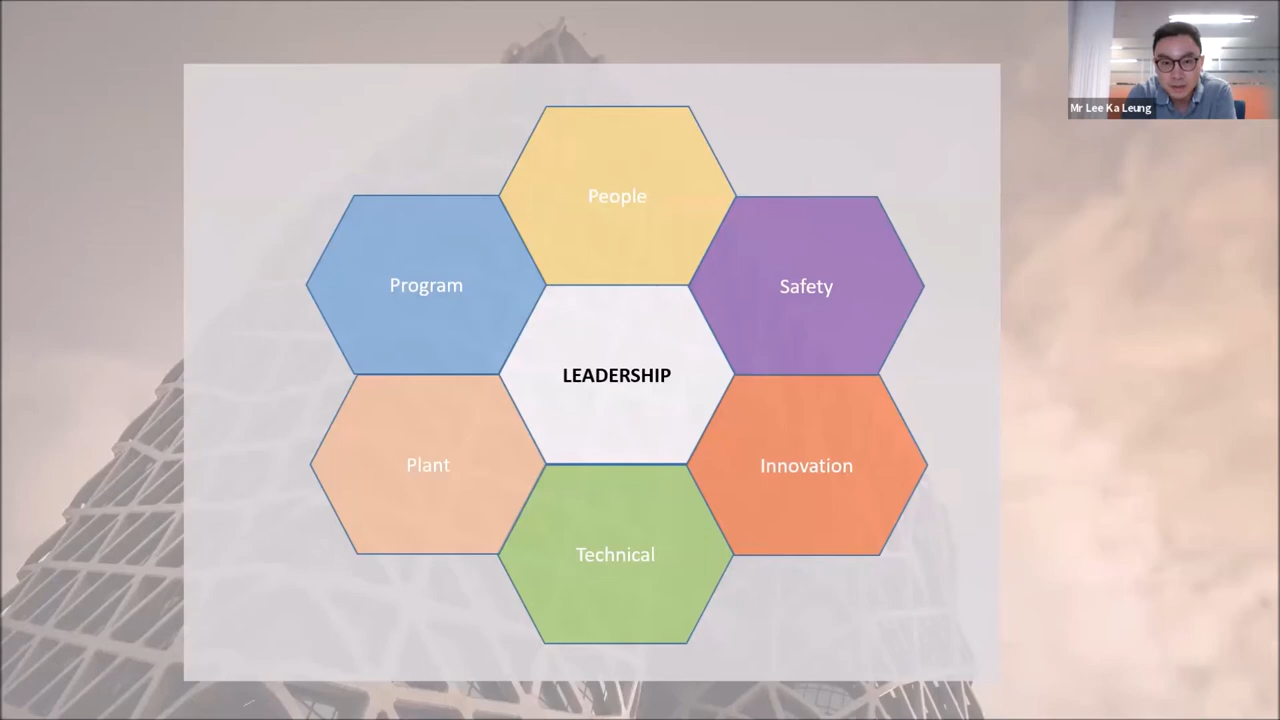 Mr Lee Ka Leung
People
Program
Safety
LEADERSHIP
Plant
Innovation
Technical